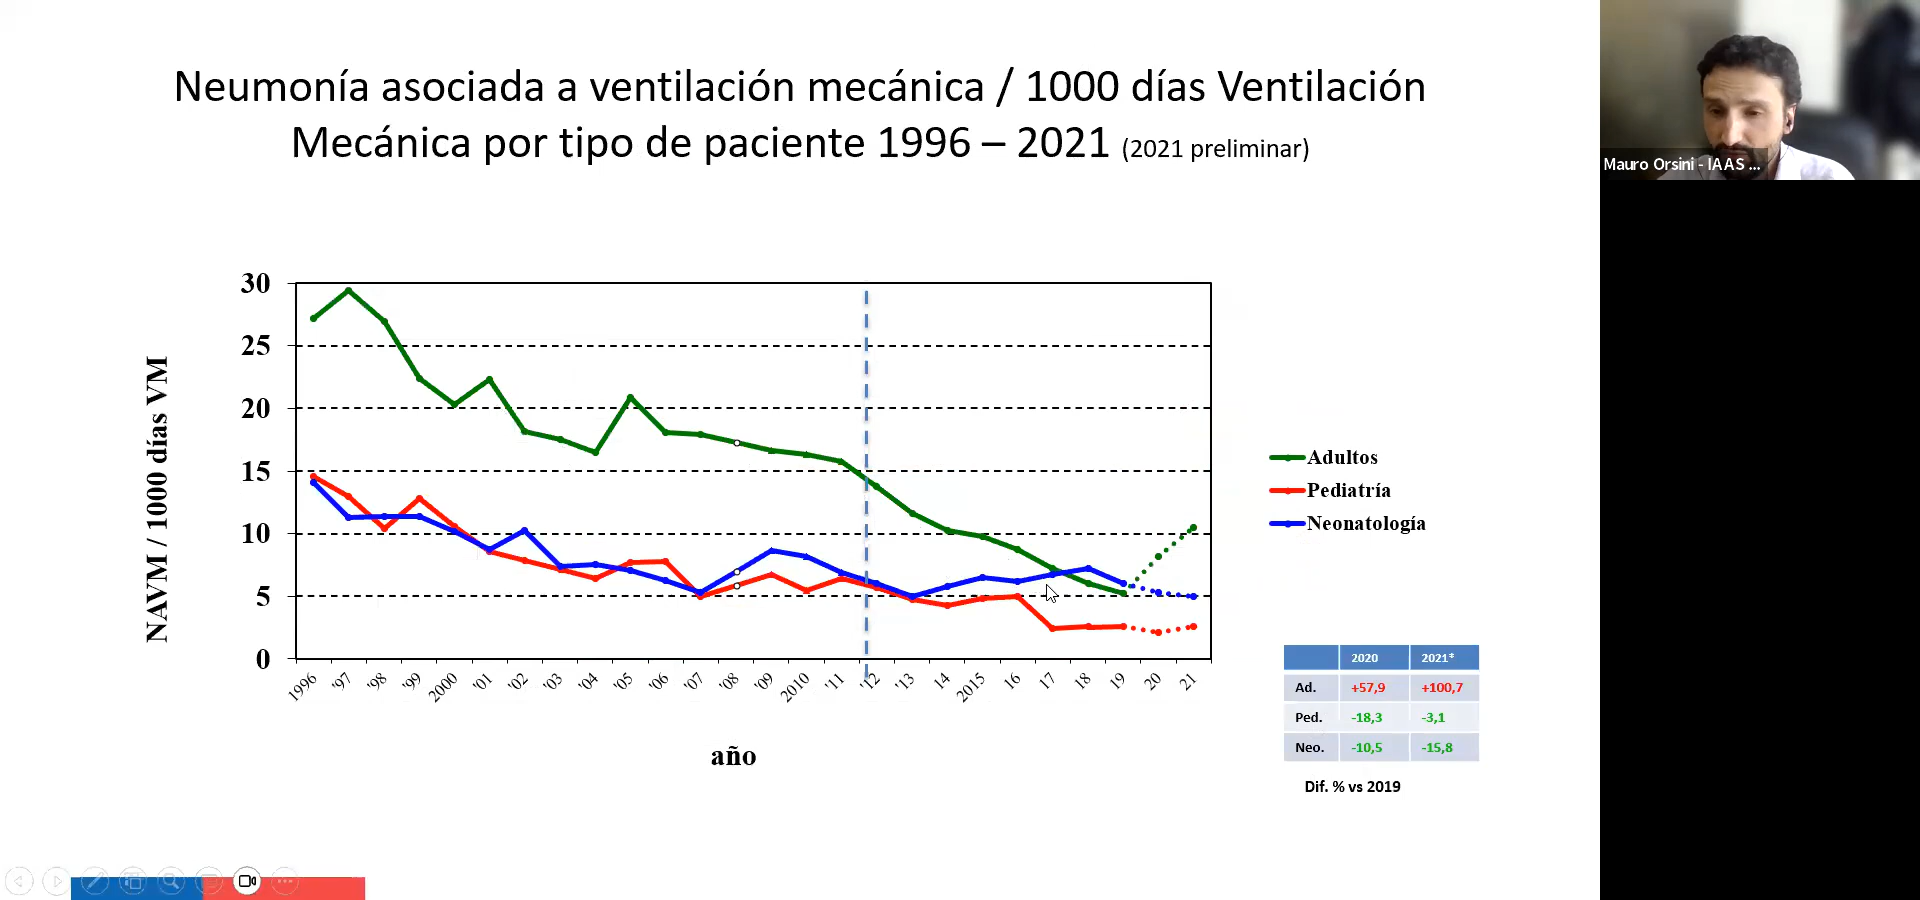 Neumonía asociada a ventilación mecánica / 1000 días Ventilación
Mecánica por tipo de paciente 1996 – 2021 (2021 preliminar)
Mauro Orsini - IAAS ...
NAVM / 1000 días VM
30
25
20
15
10
5
0
1996 '97 '98 '99 2000 '01 '02 '03 '04 '05 '06 '07 '08 '09 2010 '11 '12 '13 14 2015 16 17 18 19 20 21
año
Adultos
Pediatría
Neonatología
2020 2021*
Ad. +57,9 +100,7
Ped. -18,3 -3,1
Neo. -10,5 -15,8
Dif. % vs 2019